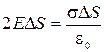 2EΔS = σΔS / ε₀